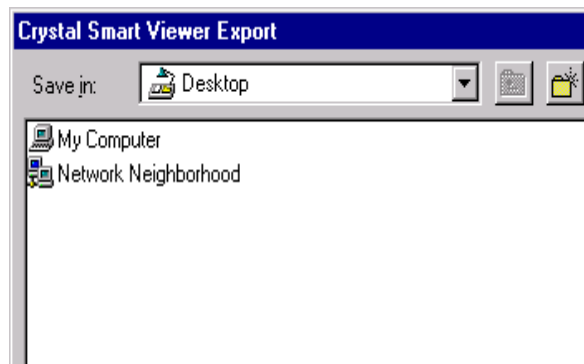 Crystal Smart Viewer Export
Save in: Desktop
My Computer
Network Neighborhood